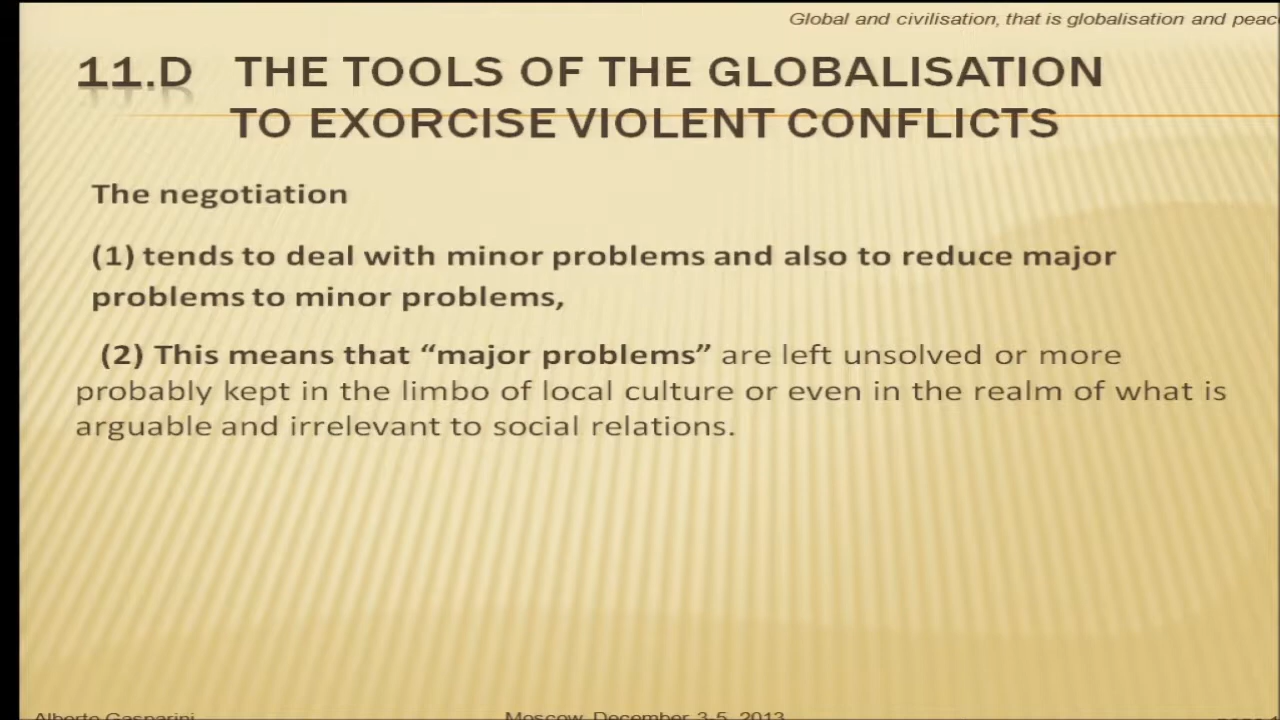 Global and civilisation, that is globalisation and peac
11.D THE TOOLS OF THE GLOBALISATION
TO EXORCISE VIOLENT CONFLICTS
The negotiation
(1) tends to deal with minor problems and also to reduce major
problems to minor problems,
(2) This means that “major problems” are left unsolved or more
probably kept in the limbo of local culture or even in the realm of what is
arguable and irrelevant to social relations.
Alberto Gasparini Moscow, December 3-5, 2013